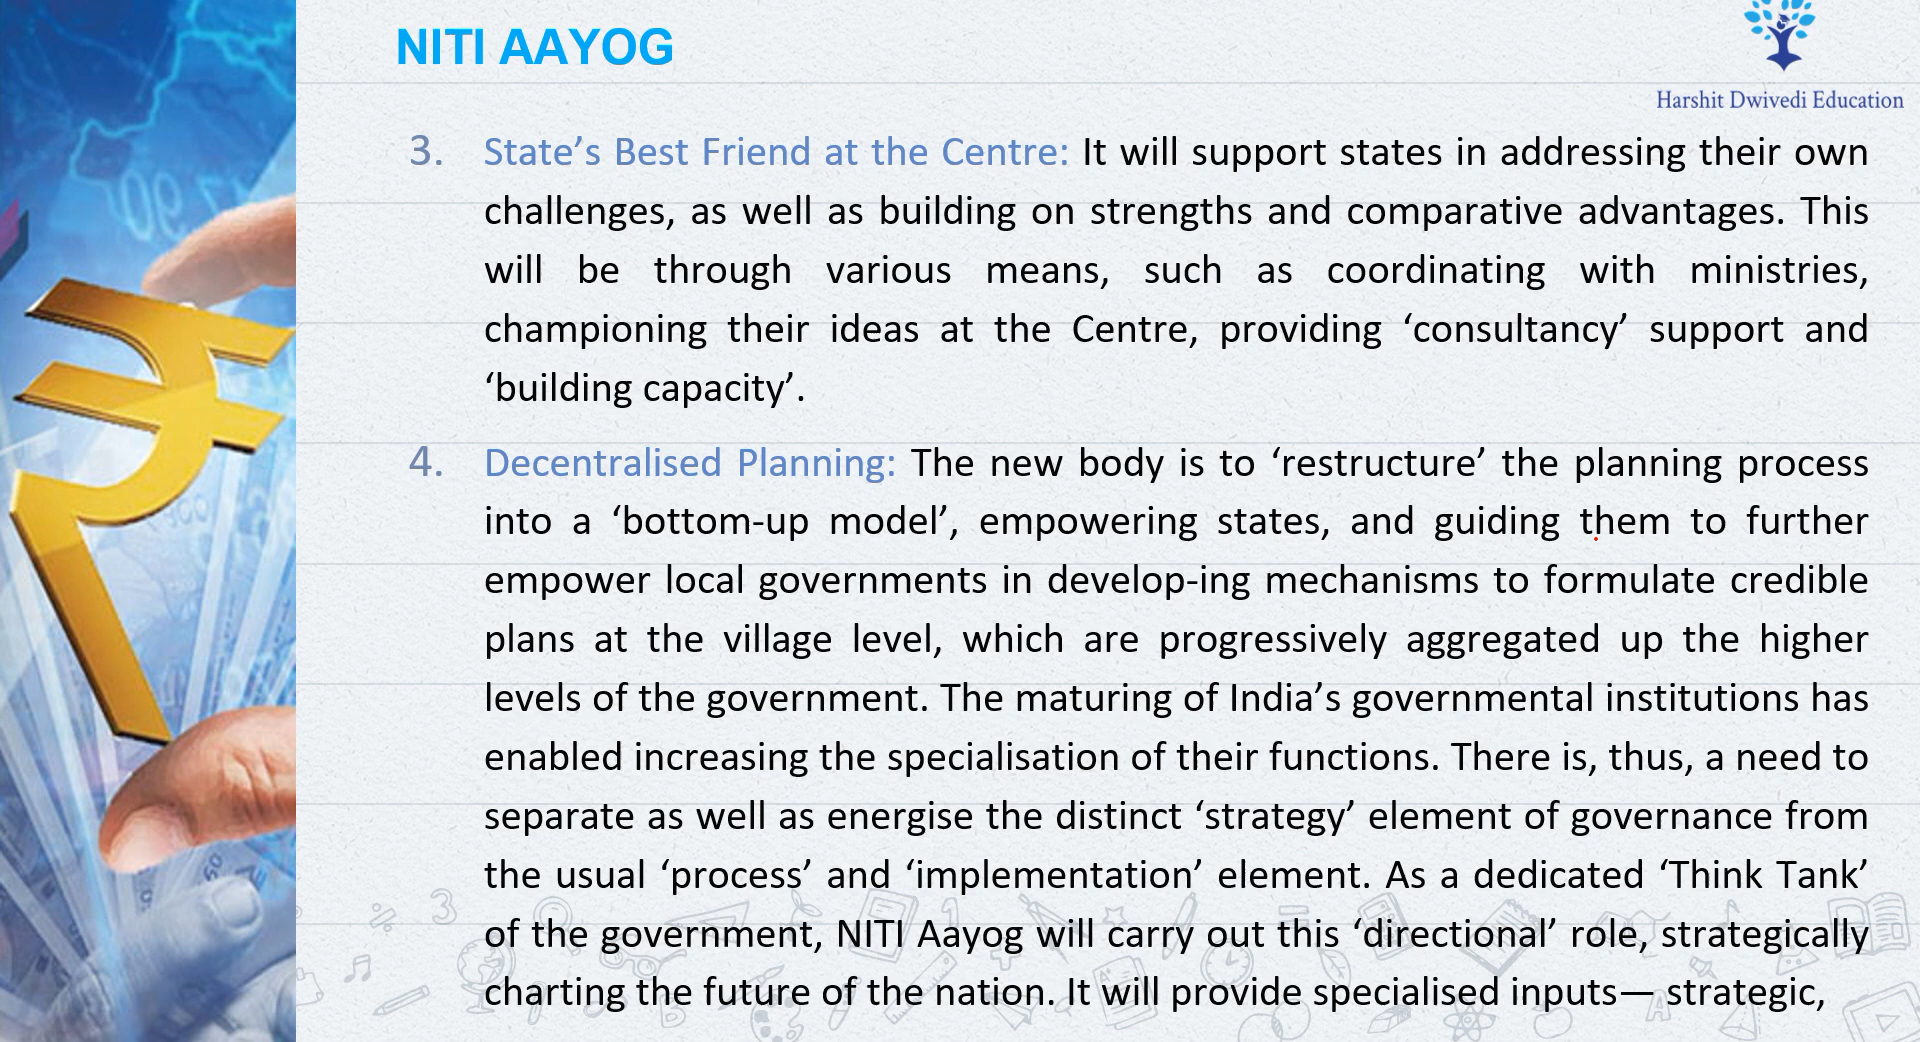 NITI AAYOG
Harshit Dwivedi Education
3. State’s Best Friend at the Centre: It will support states in addressing their own
challenges, as well as building on strengths and comparative advantages. This
will be through various means, such as coordinating with ministries,
championing their ideas at the Centre, providing ‘consultancy’ support and
‘building capacity’.
4. Decentralised Planning: The new body is to ‘restructure’ the planning process
into a ‘bottom-up model’, empowering states, and guiding them to further
empower local governments in develop-ing mechanisms to formulate credible
plans at the village level, which are progressively aggregated up the higher
levels of the government. The maturing of India’s governmental institutions has
enabled increasing the specialisation of their functions. There is, thus, a need to
separate as well as energise the distinct ‘strategy’ element of governance from
the usual ‘process’ and ‘implementation’ element. As a dedicated ‘Think Tank’
of the government, NITI Aayog will carry out this ‘directional’ role, strategically
charting the future of the nation. It will provide specialised inputs— strategic,